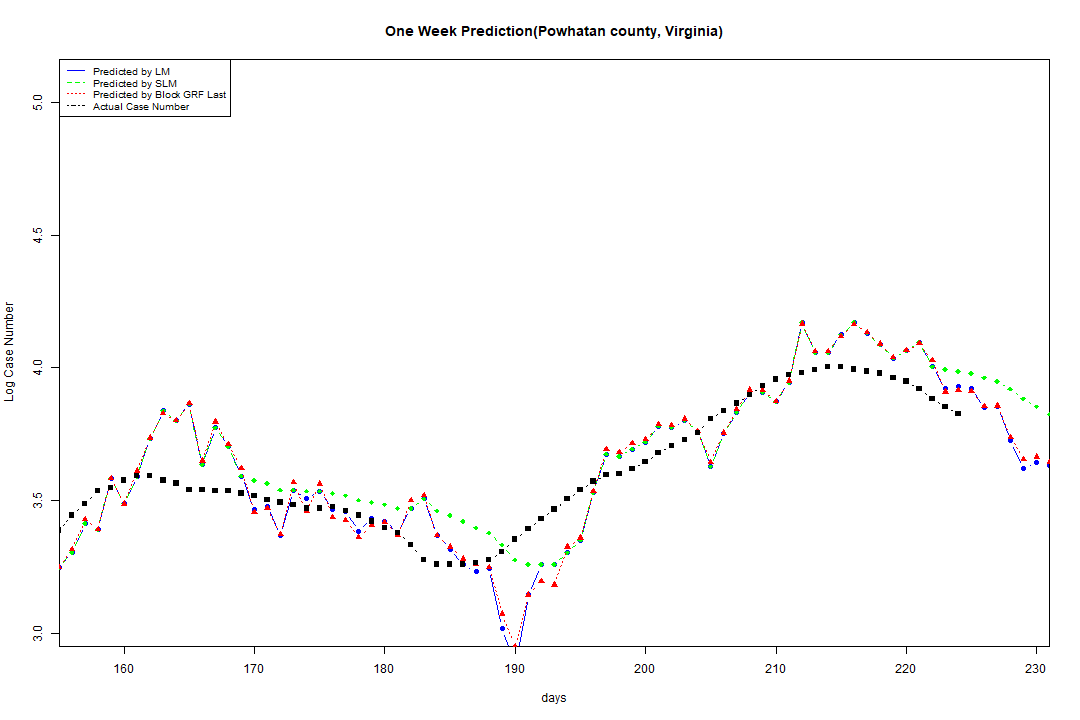 One Week Prediction(Powhatan county, Virginia)
Predicted by LM
Predicted by SLM
Predicted by Block GRF Last
Actual Case Number
5.0
4.5
4.0
3.5
3.0
Log Case Number
160 170 180 190 200 210 220 230
days